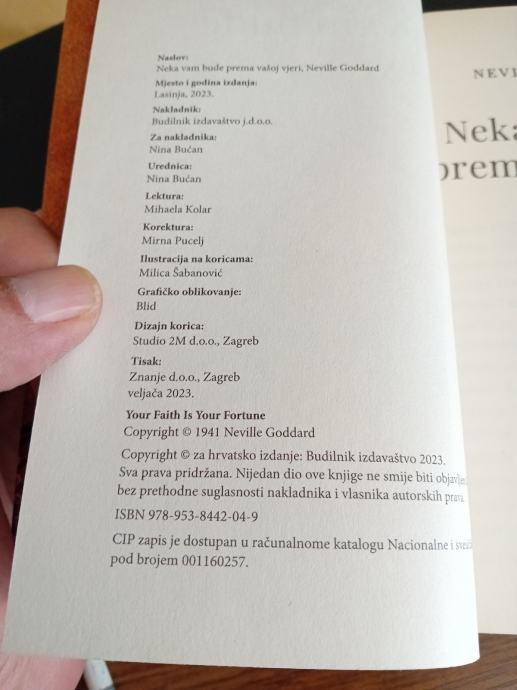 Naslov:
Neka vam bude prema vašoj vjeri, Neville Goddard
Mjesto i godina izdanja:
Lasinja, 2023.
Nakladnik:
Budilnik izdavaštvo j.d.o.o.
Za nakladnika:
Nina Bućan
Urednica:
Nina Bućan
Lektura:
Mihaela Kolar
Korektura:
Mirna Pucelj
Ilustracija na koricama:
Milica Šabanović
Grafičko oblikovanje:
Blid
Dizajn korica:
Studio 2M d.o.o., Zagreb
Tisak:
Znanje d.o.o., Zagreb
veljača 2023.
Your Faith Is Your Fortune
Copyright © 1941 Neville Goddard
Copyright © za hrvatsko izdanje: Budilnik izdavaštvo 2023.
Sva prava pridržana. Nijedan dio ove knjige ne smije biti
bez prethodne suglasnosti nakladnika i vlasnika autorskih prava.
ISBN 978-953-8442-04-9
CIP zapis je dostupan u računalnome katalogu Nacionalne i
pod brojem 001160257.
NEVI
Neka
prem